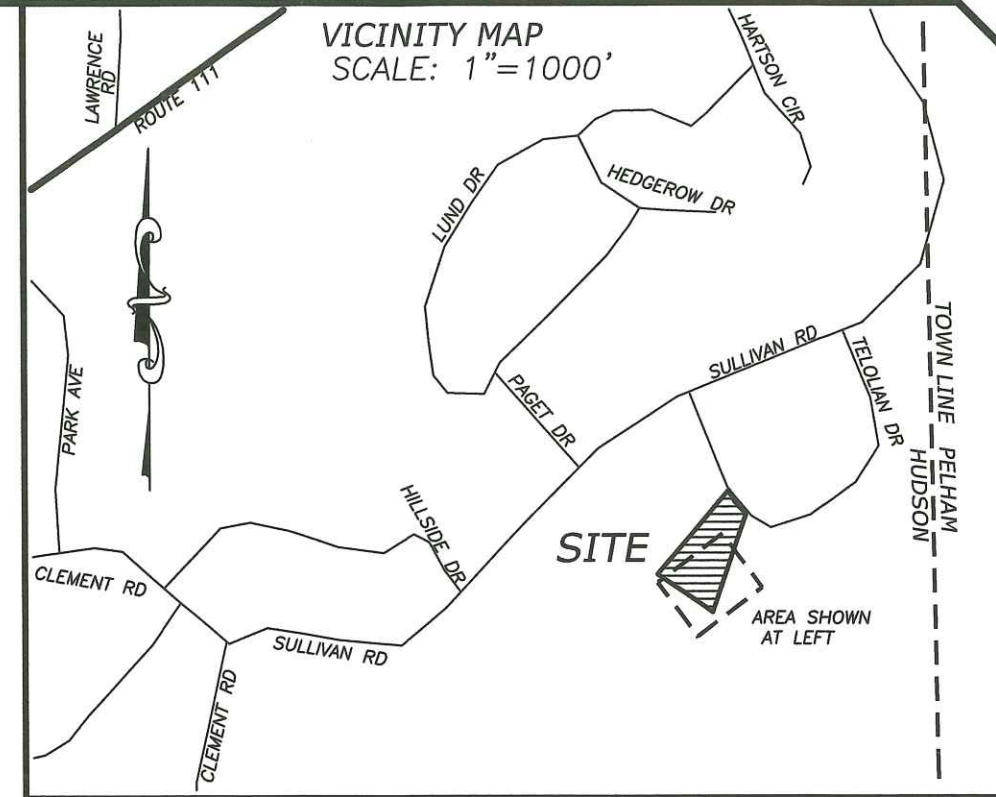 VICINITY MAP
SCALE: 1"=1000'
LAWRENCE
RD
ROUTE 111
HARTSON CIR
LUND DR
HEDGEROW DR
PARK AVE
PAGET DR
SULLIVAN RD
TELOLIAN DR
TOWN LINE PELHAM
HUDSON
HILLSIDE DR
SITE
CLEMENT RD
SULLIVAN RD
AREA SHOWN
AT LEFT
CLEMENT RD